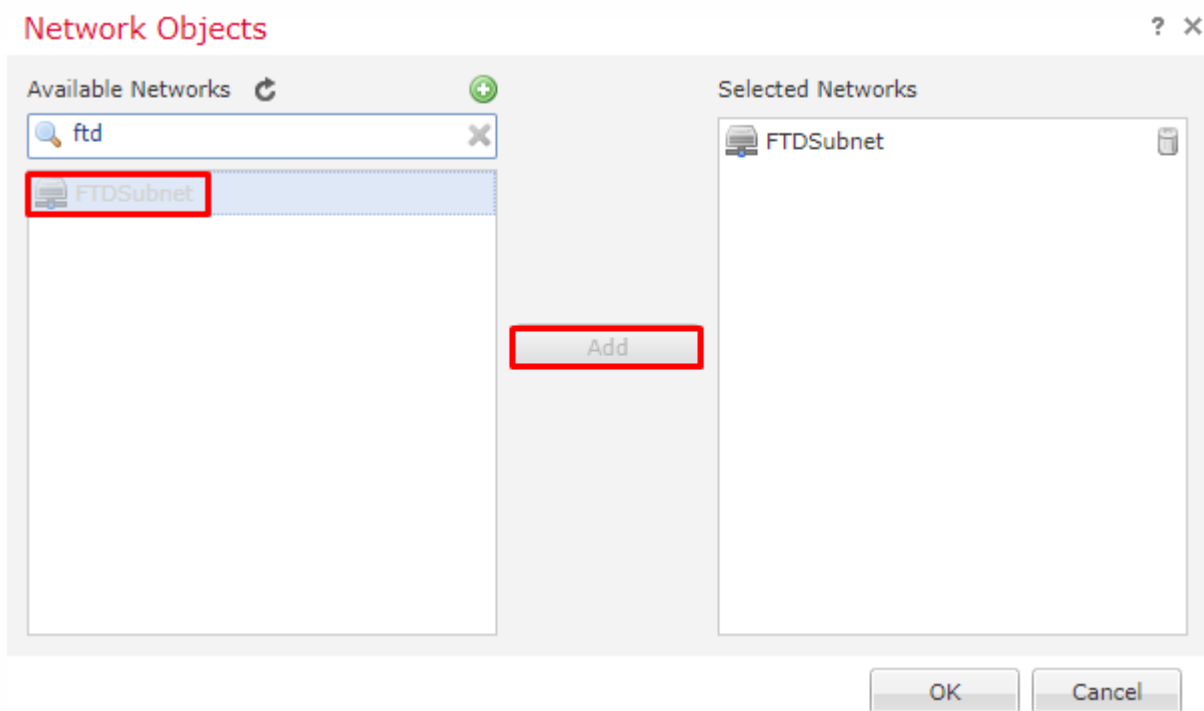 Network Objects
?
Available Networks
Selected Networks
ftd
FTDSubnet
FTDSubnet
Add
OK
Cancel